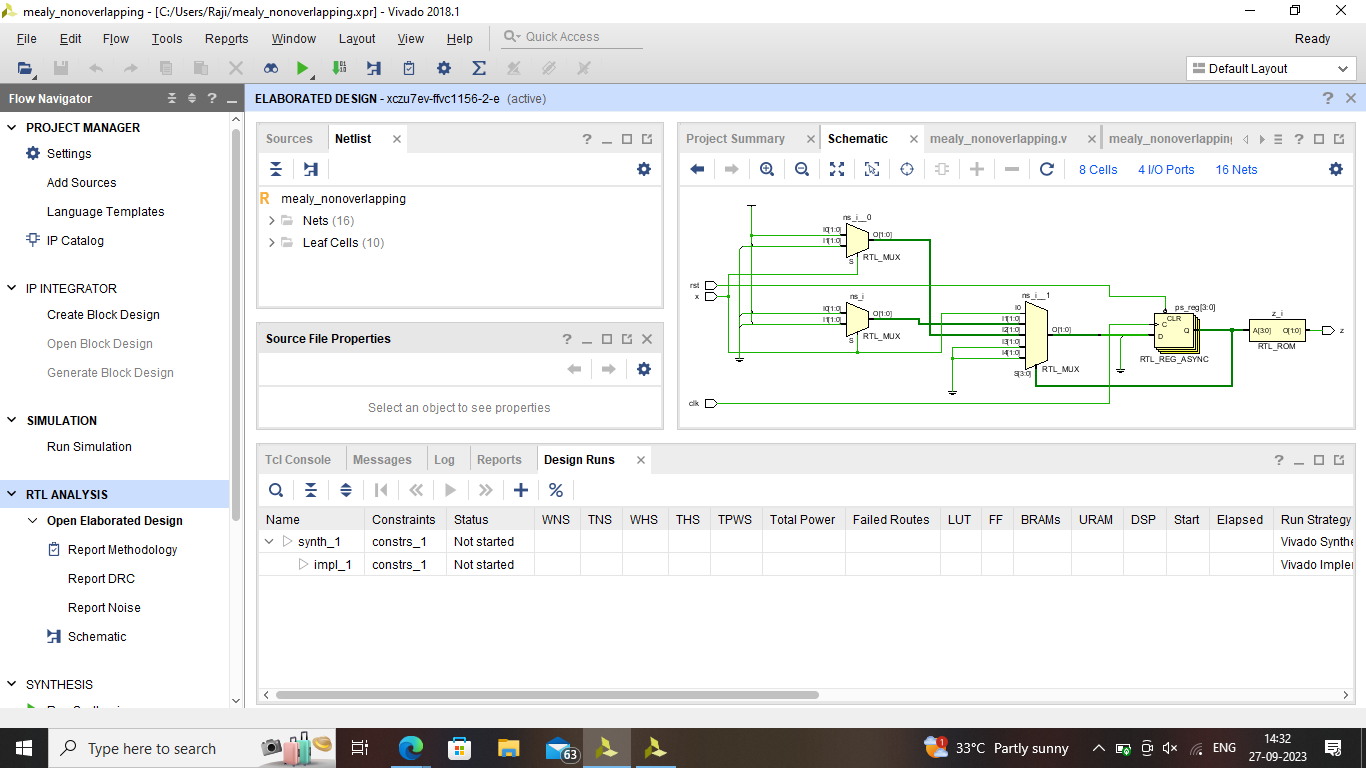 mealy_nonoverlapping - [C:/Users/Raji/mealy_nonoverlapping.xpr] - Vivado 2018.1
File Edit Flow Tools Reports Window Layout View Help Quick Access Ready
Default Layout
Flow Navigator
ELABORATED DESIGN - xczu7ev-ffvc1156-2-e (active)
PROJECT MANAGER
Settings
Add Sources
Language Templates
IP Catalog
IP INTEGRATOR
Create Block Design
Open Block Design
Generate Block Design
SIMULATION
Run Simulation
RTL ANALYSIS
Open Elaborated Design
Report Methodology
Report DRC
Report Noise
Schematic
SYNTHESIS
Sources Netlist
mealy_nonoverlapping
Nets (16)
Leaf Cells (10)
Source File Properties
Select an object to see properties
Project Summary Schematic mealy_nonoverlapping.v mealy_nonoverlapping
8 Cells 4 I/O Ports 16 Nets
ns_i__0
I0[1:0]
I1[1:0]
O[1:0]
S
RTL_MUX
rst
x
ns_i
I0[1:0]
I1[1:0]
O[1:0]
S
RTL_MUX
ns_i__1
I0
I1[1:0]
I2[1:0]
I3[1:0]
I4[1:0]
O[1:0]
S[3:0]
RTL_MUX
ps_reg[3:0]
CLR
C
D
Q
RTL_REG_ASYNC
z_i
A[3:0] O[1:0]
RTL_ROM
z
clk
Tcl Console Messages Log Reports Design Runs
Name Constraints Status WNS TNS WHS THS TPWS Total Power Failed Routes LUT FF BRAMs URAM DSP Start Elapsed Run Strategy
synth_1 constrs_1 Not started Vivado Synthe
impl_1 constrs_1 Not started Vivado Implen
Type here to search
63
1
33°C Partly sunny
ENG
14:32
27-09-2023